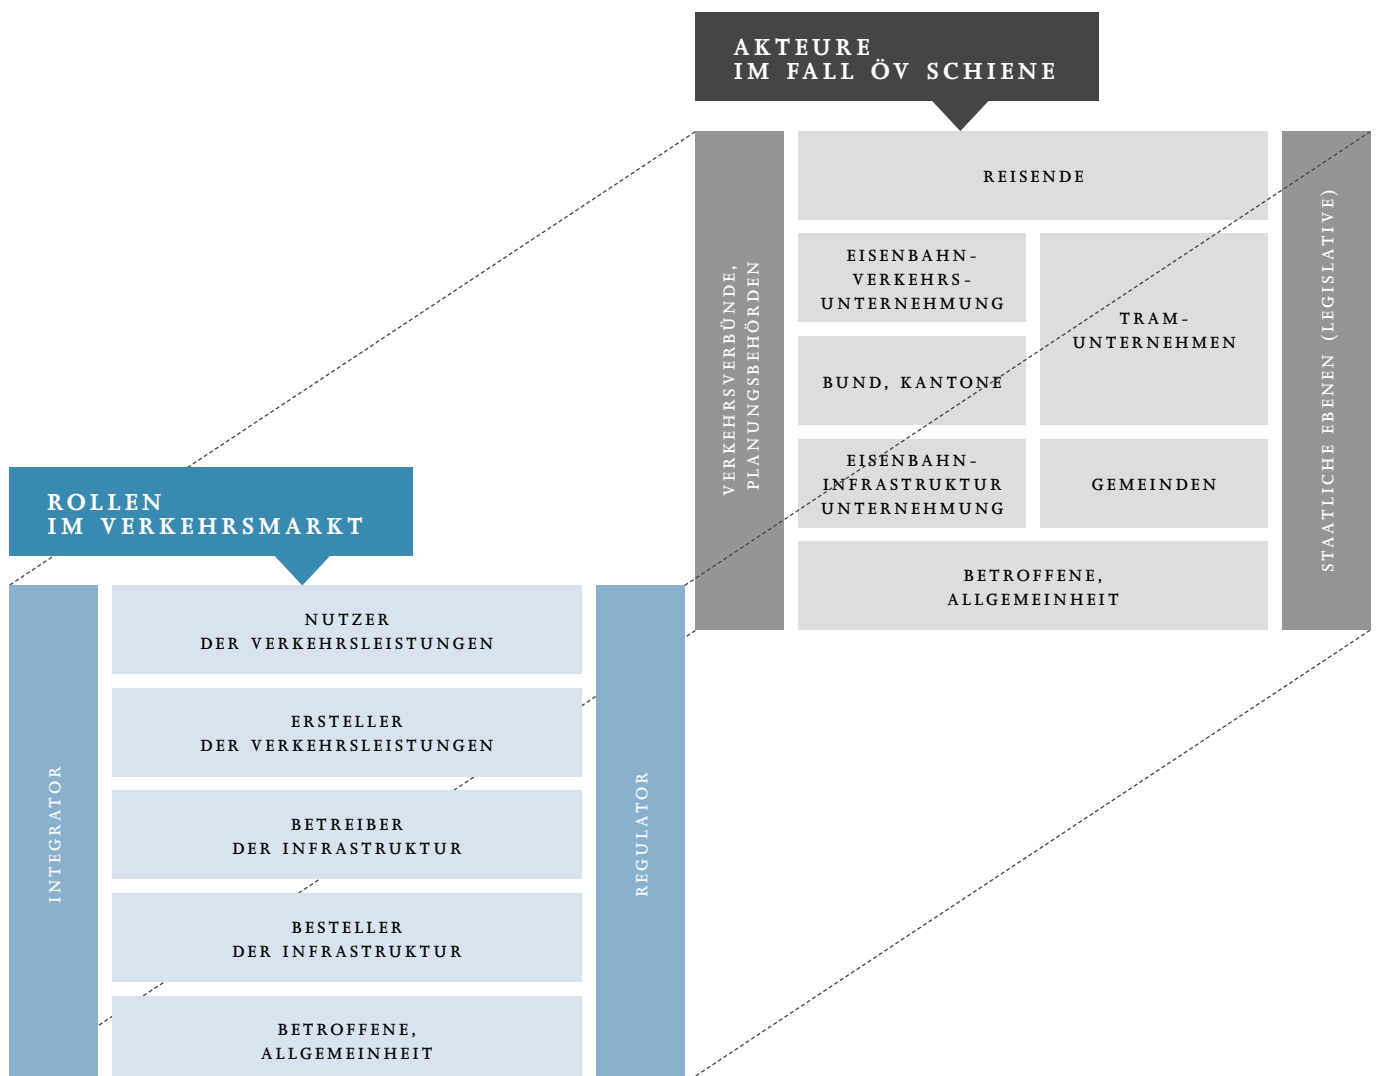 AKTEURE
IM FALL ÖV SCHIENE
VERKEHRSVERBÜNDE,
PLANUNGSBEHÖRDEN
REISENDE
EISENBAHN-
VERKEHRS-
UNTERNEHMUNG
TRAM-
UNTERNEHMEN
BUND, KANTONE
EISENBAHN-
INFRASTRUKTUR
UNTERNEHMUNG
GEMEINDEN
BETROFFENE,
ALLGEMEINHEIT
STAATLICHE EBENEN (LEGISLATIVE)
ROLLEN
IM VERKEHRSMARKT
INTEGRATOR
NUTZER
DER VERKEHRSLEISTUNGEN
ERSTELLER
DER VERKEHRSLEISTUNGEN
BETREIBER
DER INFRASTRUKTUR
BESTELLER
DER INFRASTRUKTUR
BETROFFENE,
ALLGEMEINHEIT
REGULATOR